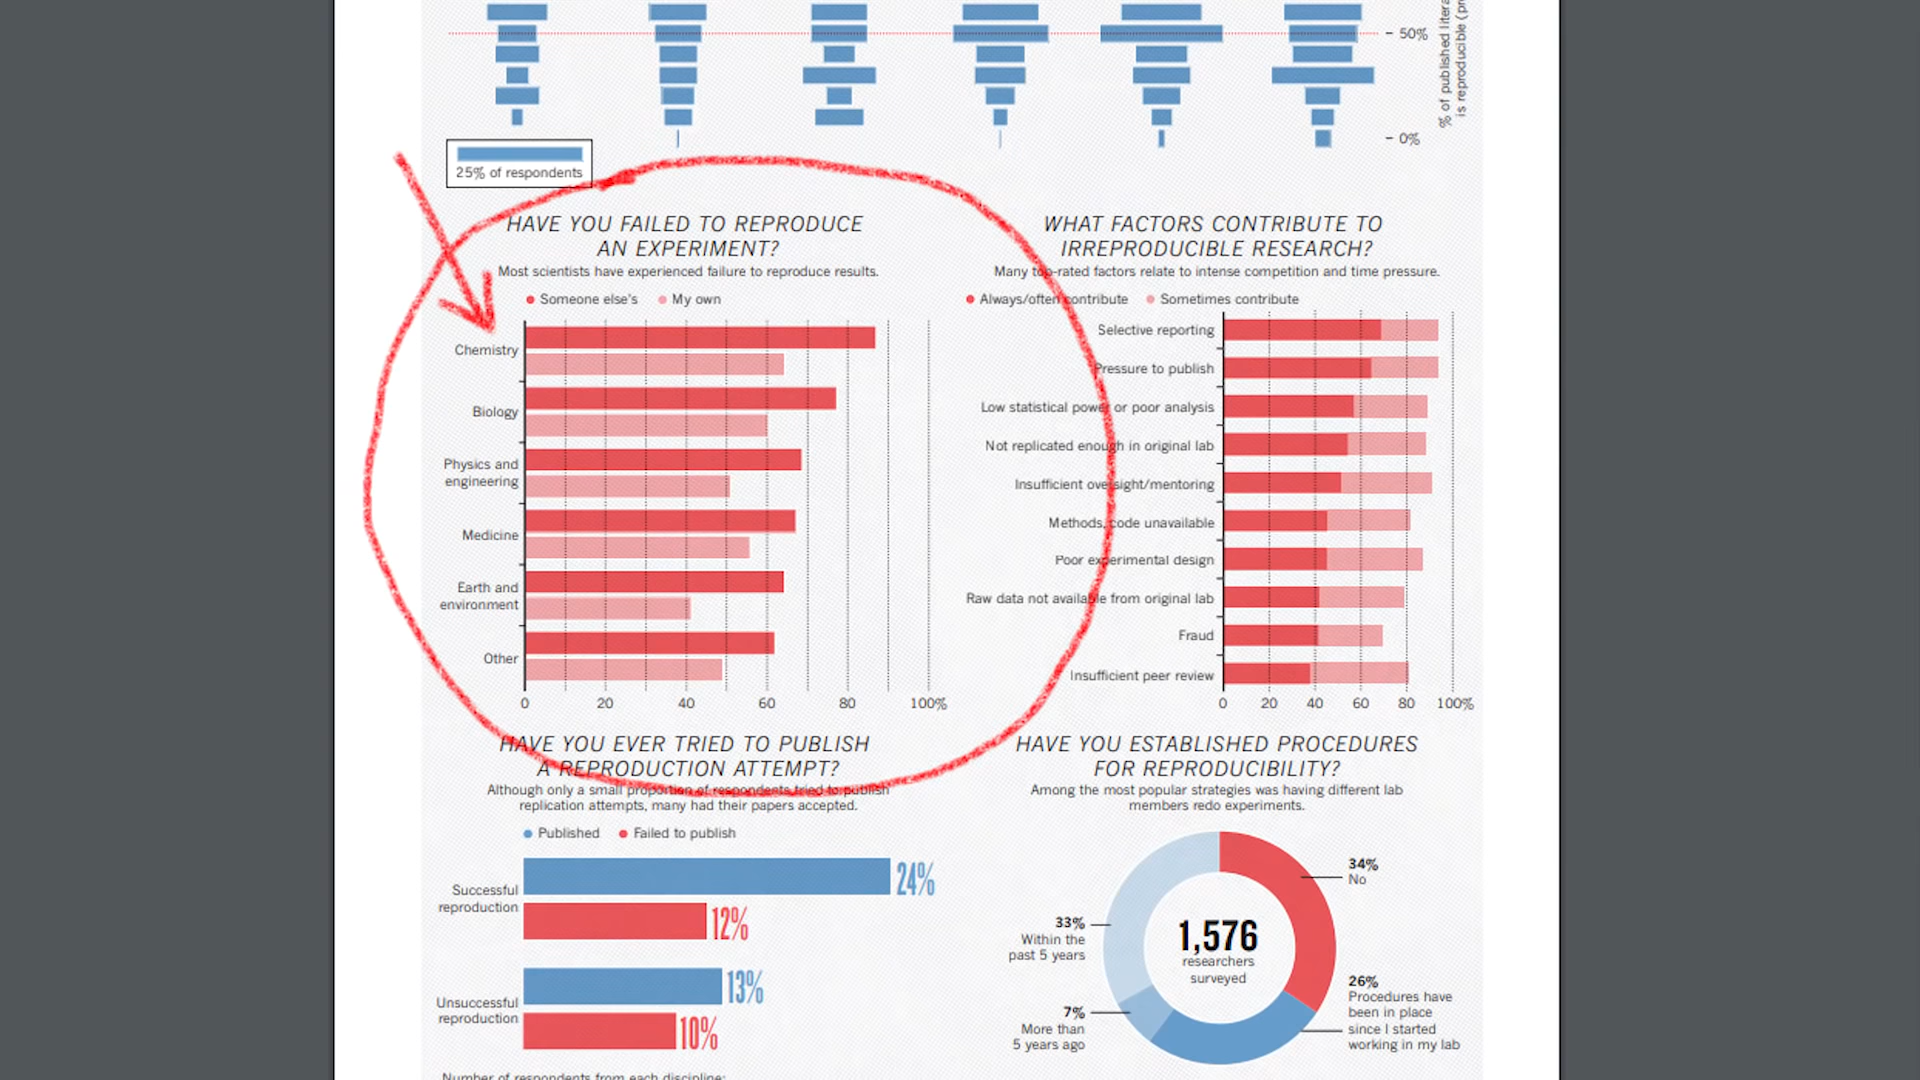 50%
0%
% of published litera
is reproducible (pr
25% of respondents
HAVE YOU FAILED TO REPRODUCE
AN EXPERIMENT?
Most scientists have experienced failure to reproduce results.
Someone else's My own
Chemistry
Biology
Physics and
engineering
Medicine
Earth and
environment
Other
0 20 40 60 80 100%
WHAT FACTORS CONTRIBUTE TO
IRREPRODUCIBLE RESEARCH?
Many top-rated factors relate to intense competition and time pressure.
Always/often contribute Sometimes contribute
Selective reporting
Pressure to publish
Low statistical power or poor analysis
Not replicated enough in original lab
Insufficient oversight/mentoring
Methods, code unavailable
Poor experimental design
Raw data not available from original lab
Fraud
Insufficient peer review
0 20 40 60 80 100%
HAVE YOU EVER TRIED TO PUBLISH
A REPRODUCTION ATTEMPT?
Although only a small proportion of respondents tried to publish
replication attempts, many had their papers accepted.
Published Failed to publish
Successful
reproduction
24%
12%
Unsuccessful
reproduction
13%
10%
Number of respondents from each discipline:
HAVE YOU ESTABLISHED PROCEDURES
FOR REPRODUCIBILITY?
Among the most popular strategies was having different lab
members redo experiments.
34%
No
33%
Within the
past 5 years
1,576
researchers
surveyed
7%
More than
5 years ago
26%
Procedures have
been in place
since I started
working in my lab